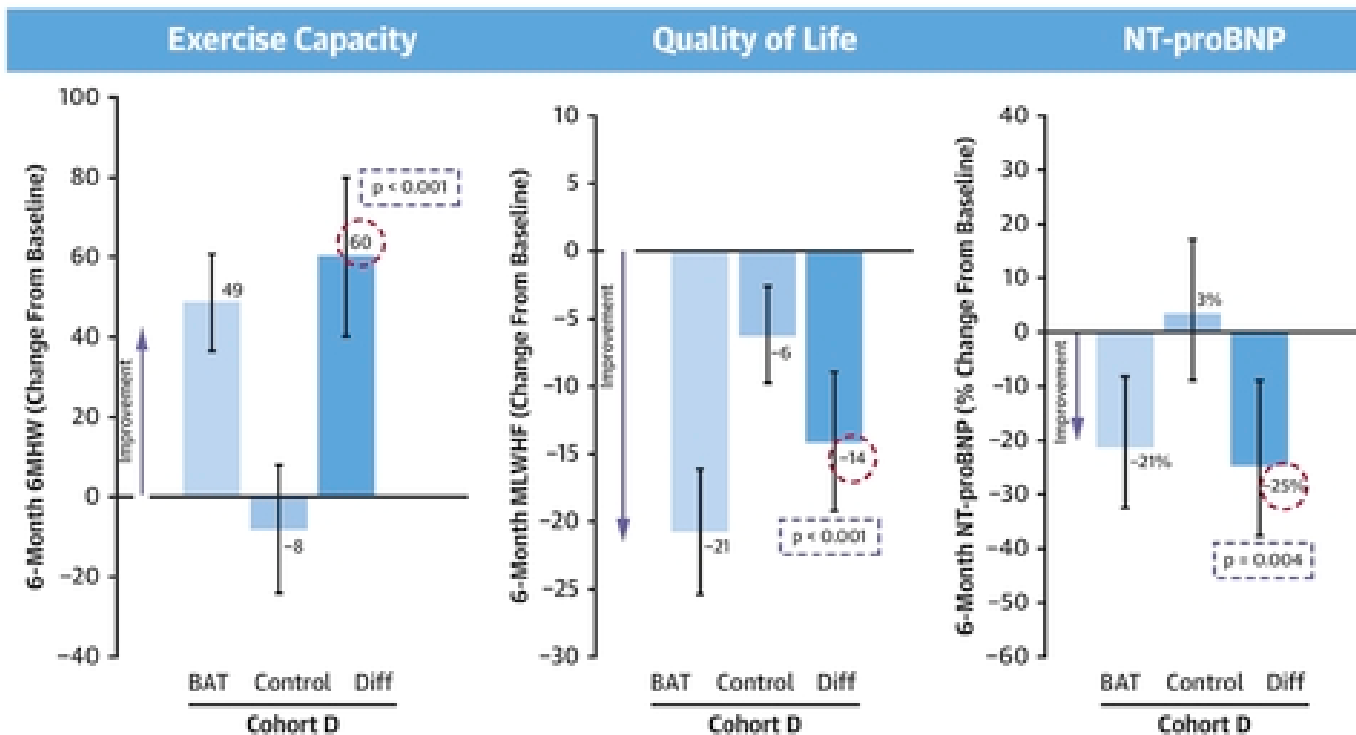 Exercise Capacity
6-Month 6MHW (Change From Baseline)
100
80
60
40
20
0
−20
−40
Improvement
49
−8
60
p < 0.001
BAT Control Diff
Cohort D
Quality of Life
6-Month MLWHF (Change From Baseline)
10
5
0
−5
−10
−15
−20
−25
−30
Improvement
−21
−6
−14
p < 0.001
BAT Control Diff
Cohort D
NT-proBNP
6-Month NT-proBNP (% Change From Baseline)
40
30
20
10
0
−10
−20
−30
−40
−50
−60
Improvement
−21%
3%
−25%
p = 0.004
BAT Control Diff
Cohort D